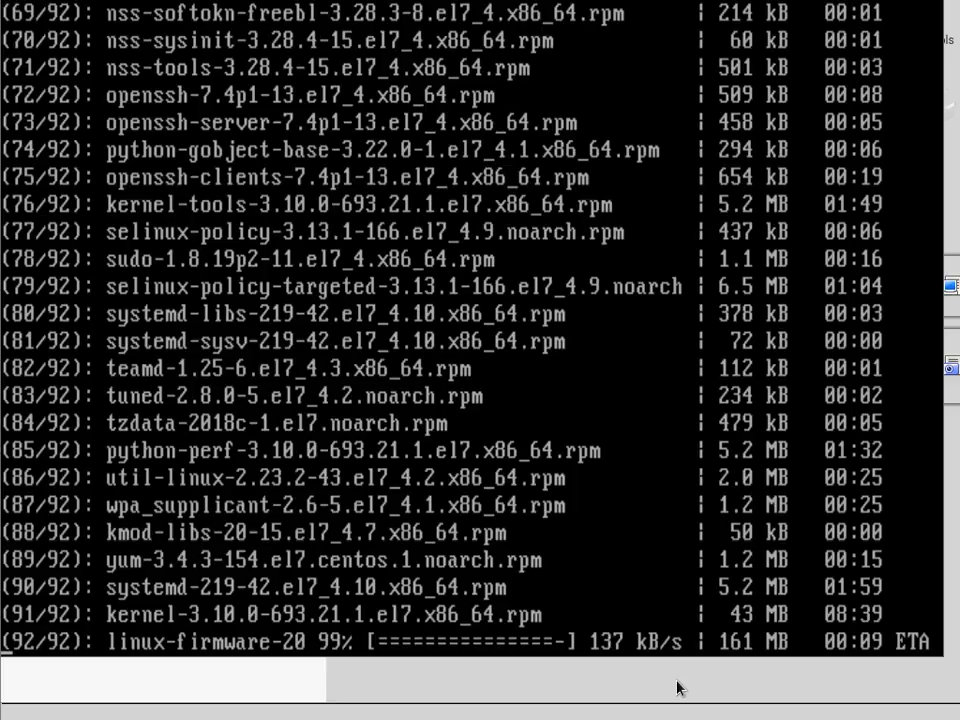 (69/92): nss-softokn-freebl-3.28.3-8.el7_4.x86_64.rpm | 214 kB 00:01
(70/92): nss-sysinit-3.28.4-15.el7_4.x86_64.rpm | 60 kB 00:01
(71/92): nss-tools-3.28.4-15.el7_4.x86_64.rpm | 501 kB 00:03
(72/92): openssh-7.4p1-13.el7_4.x86_64.rpm | 509 kB 00:08
(73/92): openssh-server-7.4p1-13.el7_4.x86_64.rpm | 458 kB 00:05
(74/92): python-gobject-base-3.22.0-1.el7_4.1.x86_64.rpm | 294 kB 00:06
(75/92): openssh-clients-7.4p1-13.el7_4.x86_64.rpm | 654 kB 00:19
(76/92): kernel-tools-3.10.0-693.21.1.el7.x86_64.rpm | 5.2 MB 01:49
(77/92): selinux-policy-3.13.1-166.el7_4.9.noarch.rpm | 437 kB 00:06
(78/92): sudo-1.8.19p2-11.el7_4.x86_64.rpm | 1.1 MB 00:16
(79/92): selinux-policy-targeted-3.13.1-166.el7_4.9.noarch | 6.5 MB 01:04
(80/92): systemd-libs-219-42.el7_4.10.x86_64.rpm | 378 kB 00:03
(81/92): systemd-sysv-219-42.el7_4.10.x86_64.rpm | 72 kB 00:00
(82/92): teamd-1.25-6.el7_4.3.x86_64.rpm | 112 kB 00:01
(83/92): tuned-2.8.0-5.el7_4.2.noarch.rpm | 234 kB 00:02
(84/92): tzdata-2018c-1.el7.noarch.rpm | 479 kB 00:05
(85/92): python-perf-3.10.0-693.21.1.el7.x86_64.rpm | 5.2 MB 01:32
(86/92): util-linux-2.23.2-43.el7_4.2.x86_64.rpm | 2.0 MB 00:25
(87/92): wpa_supplicant-2.6-5.el7_4.1.x86_64.rpm | 1.2 MB 00:25
(88/92): kmod-libs-20-15.el7_4.7.x86_64.rpm | 50 kB 00:00
(89/92): yum-3.4.3-154.el7.centos.1.noarch.rpm | 1.2 MB 00:15
(90/92): systemd-219-42.el7_4.10.x86_64.rpm | 5.2 MB 01:59
(91/92): kernel-3.10.0-693.21.1.el7.x86_64.rpm | 43 MB 08:39
(92/92): linux-firmware-20 99% [===============-] 137 kB/s | 161 MB 00:09 ETA